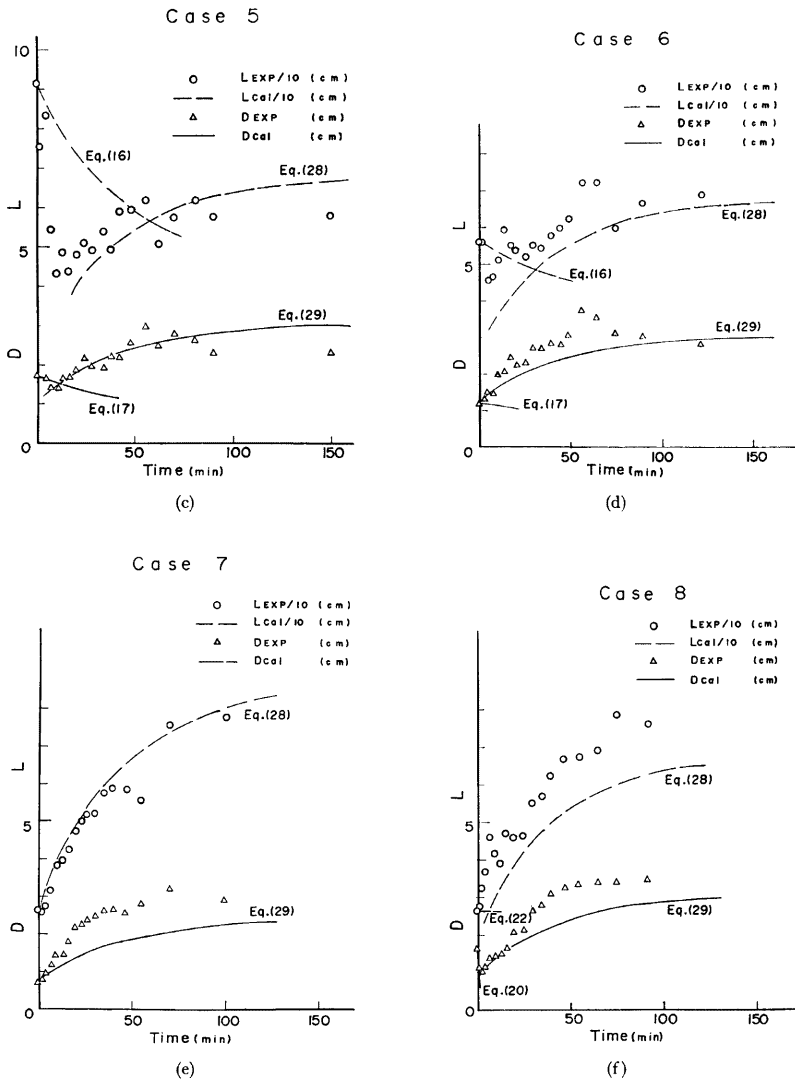 Case 5
10
LEXP/10 (cm)
LCal/10 (cm)
DEXP (cm)
DCal (cm)
Eq.(16)
Eq.(28)
L
5
Eq.(29)
D
Eq.(17)
0
0 50 100 150
Time(min)
(c)
Case 6
LEXP/10 (cm)
LCal/10 (cm)
DEXP (cm)
DCal (cm)
L
Eq.(28)
5
Eq.(16)
Eq.(29)
D
Eq.(17)
0
0 50 100 150
Time(min)
(d)
Case 7
LEXP/10 (cm)
LCal/10 (cm)
DEXP (cm)
DCal (cm)
Eq.(28)
L
5
Eq.(29)
D
0
0 50 100 150
Time(min)
(e)
Case 8
LEXP/10 (cm)
LCal/10 (cm)
DEXP (cm)
DCal (cm)
L
Eq.(28)
5
Eq.(22)
Eq.(29)
D
Eq.(20)
0
0 50 100 150
Time(min)
(f)